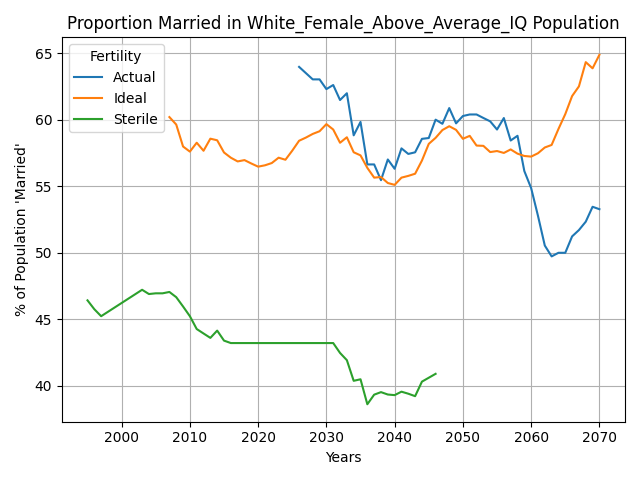 Proportion Married in White_Female_Above_Average_IQ Population
Fertility
Actual
Ideal
Sterile
% of Population 'Married'
65
60
55
50
45
40
2000
2010
2020
2030
2040
2050
2060
2070
Years